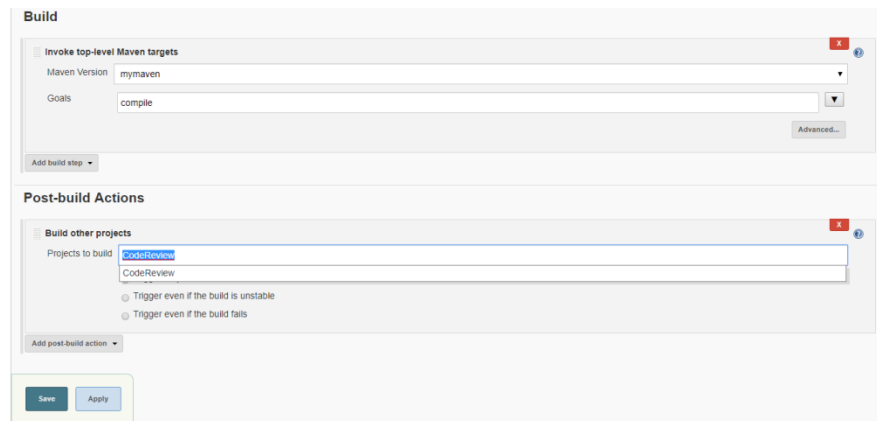 Build
Invoke top-level Maven targets
X
Maven Version
mymaven
Goals
compile
Advanced...
Add build step
Post-build Actions
Build other projects
X
Projects to build
CodeReview
CodeReview
Trigger even if the build is unstable
Trigger even if the build fails
Add post-build action
Save
Apply